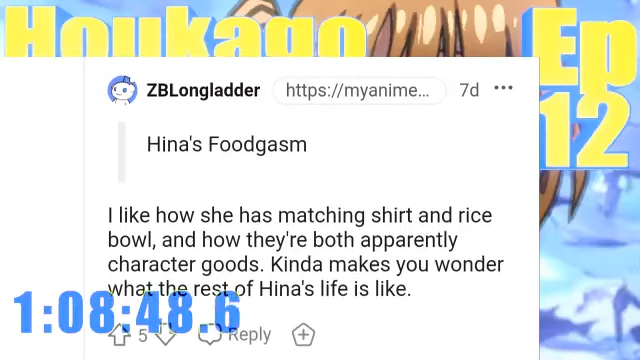 Houkago Ep
12
ZBLongladder https://myanime... 7d ...
Hina's Foodgasm
I like how she has matching shirt and rice
bowl, and how they're both apparently
character goods. Kinda makes you wonder
what the rest of Hina's life is like.
1:08:48.6
5 Reply